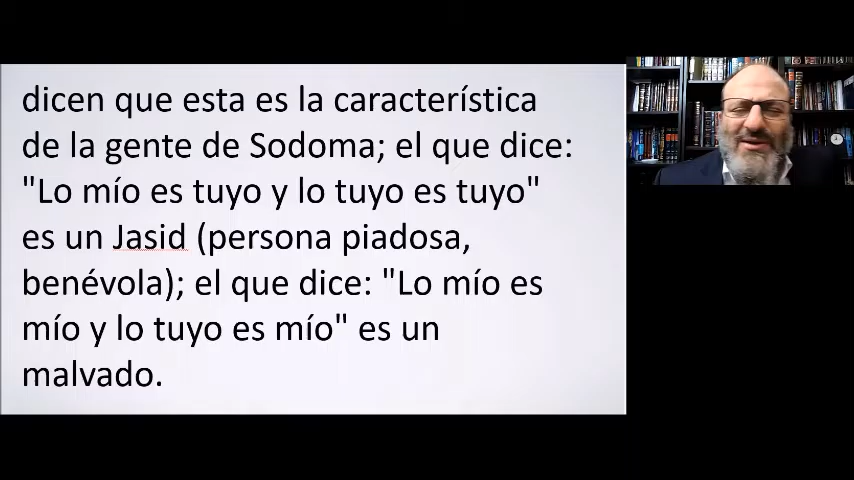 dicen que esta es la característica
de la gente de Sodoma; el que dice:
"Lo mío es tuyo y lo tuyo es tuyo"
es un Jasid (persona piadosa,
benévola); el que dice: "Lo mío es
mío y lo tuyo es mío" es un
malvado.